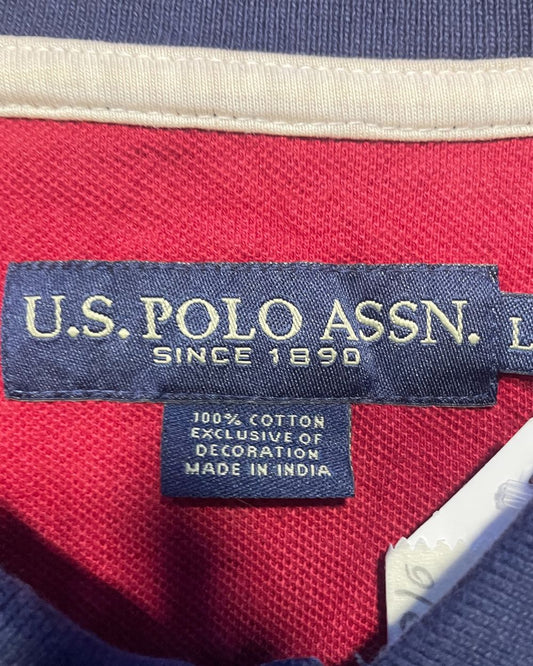 U.S. POLO ASSN.
SINCE 1890
L
100% COTTON
EXCLUSIVE OF
DECORATION
MADE IN INDIA